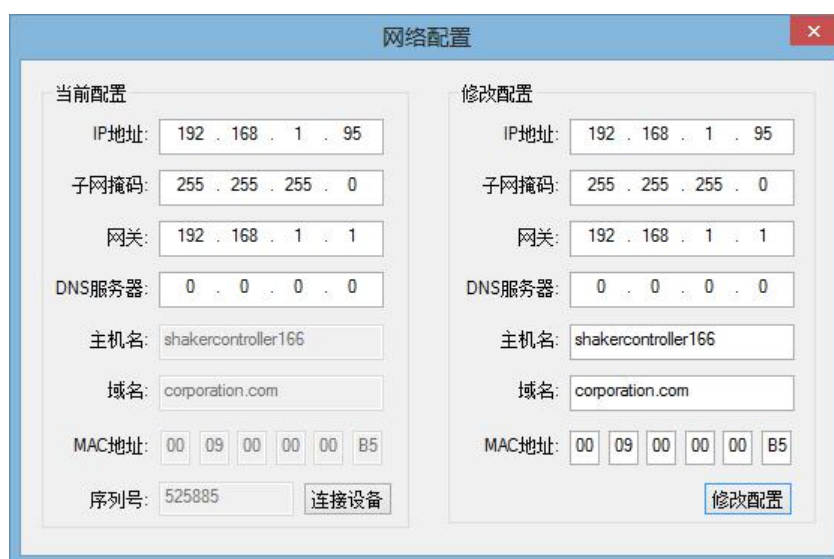 网络配置
当前配置
IP地址: 192 . 168 . 1 . 95
子网掩码: 255 . 255 . 255 . 0
网关: 192 . 168 . 1 . 1
DNS服务器: 0 . 0 . 0 . 0
主机名: shakercontroller166
域名: corporation.com
MAC地址: 00 09 00 00 00 B5
序列号: 525885 连接设备
修改配置
IP地址: 192 . 168 . 1 . 95
子网掩码: 255 . 255 . 255 . 0
网关: 192 . 168 . 1 . 1
DNS服务器: 0 . 0 . 0 . 0
主机名: shakercontroller166
域名: corporation.com
MAC地址: 00 09 00 00 00 B5
修改配置